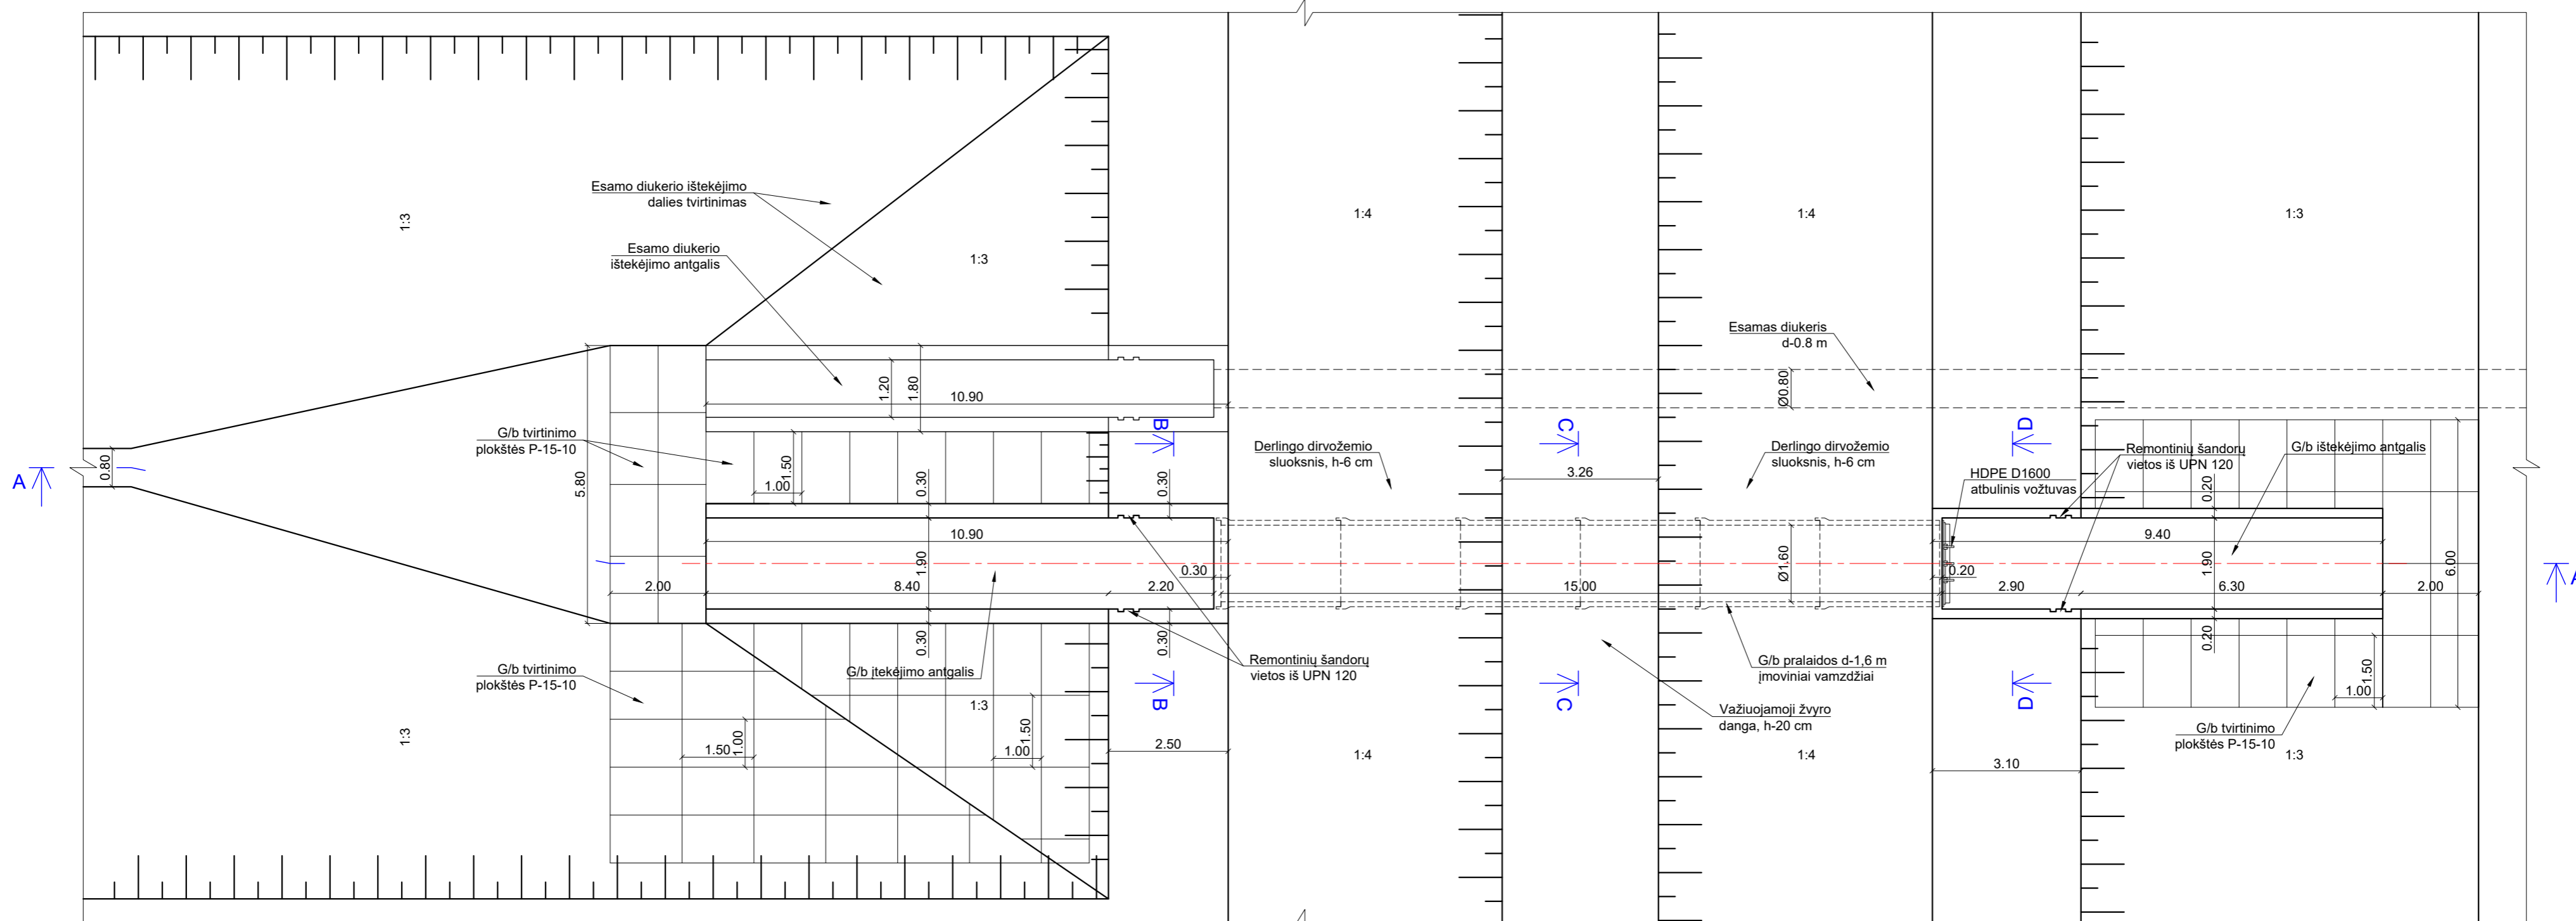 Esamo diukerio ištekėjimo
dalies tvirtinimas
1:3
1:4
1:4
1:3
Esamo diukerio
ištekėjimo antgalis
1:3
Esamas diukeris
d-0.8 m
1.20
1.80
10.90
Ø0.80
G/b tvirtinimo
plokštės P-15-10
B
C
D
Derlingo dirvožemio
sluoksnis, h-6 cm
Derlingo dirvožemio
sluoksnis, h-6 cm
Remontinių šandorų
vietos iš UPN 120
G/b ištekėjimo antgalis
A
0.80
5.80
1.50
1.00
0.30
0.30
3.26
HDPE D1600
atbulinis vožtuvas
0.20
10.90
1.90
0.30
Ø1.60
9.40
1.90
0.20
6.00
A
2.00
8.40
2.20
15.00
2.90
6.30
2.00
0.30
0.30
0.20
G/b tvirtinimo
plokštės P-15-10
G/b įtekėjimo antgalis
Remontinių šandorų
vietos iš UPN 120
G/b pralaidos d-1,6 m
įmoviniai vamzdžiai
1.50
1.00
B
C
D
1:3
1:3
Važiuojamoji žvyro
danga, h-20 cm
G/b tvirtinimo
plokštės P-15-10
1.50
1.00
1.00
1.50
2.50
1:4
1:4
1:3
3.10